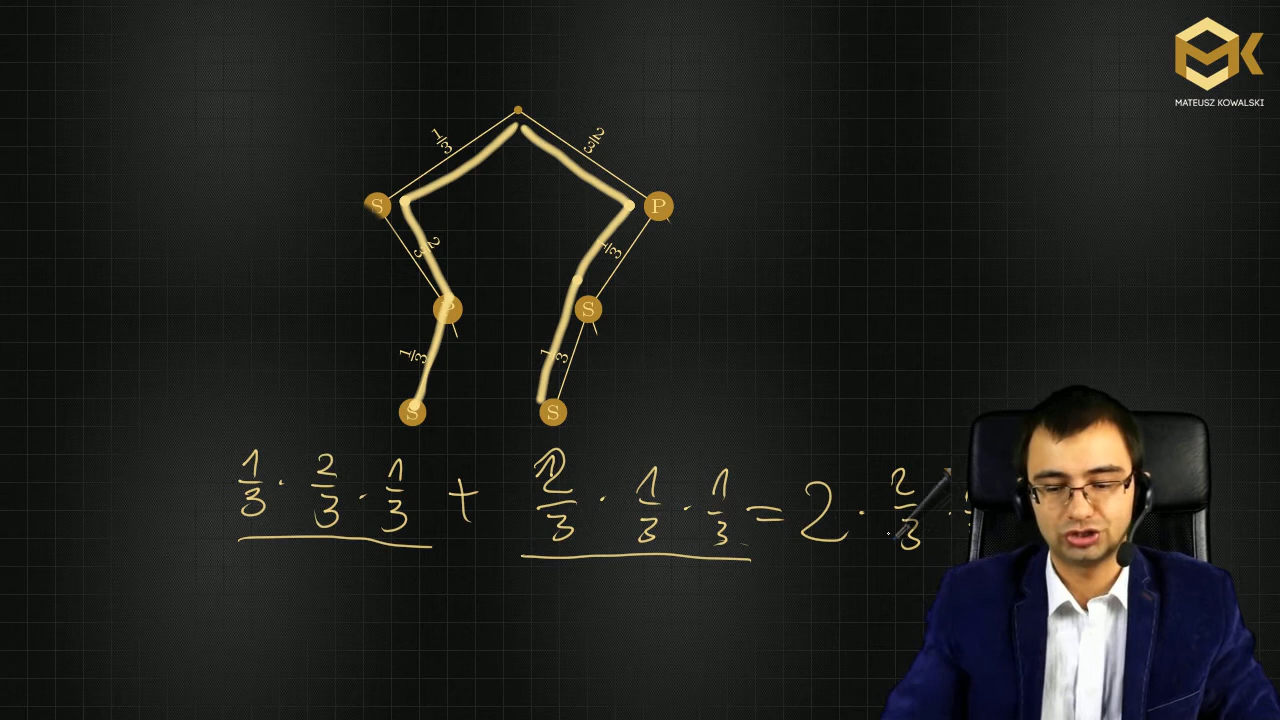 MK
MATEUSZ KOWALSKI
1/3 2/3
S P
2/3 1/3
P S
1/3 1/3
S S
1/3 · 2/3 · 1/3 + 2/3 · 1/3 · 1/3 = 2 · 2/3 ·